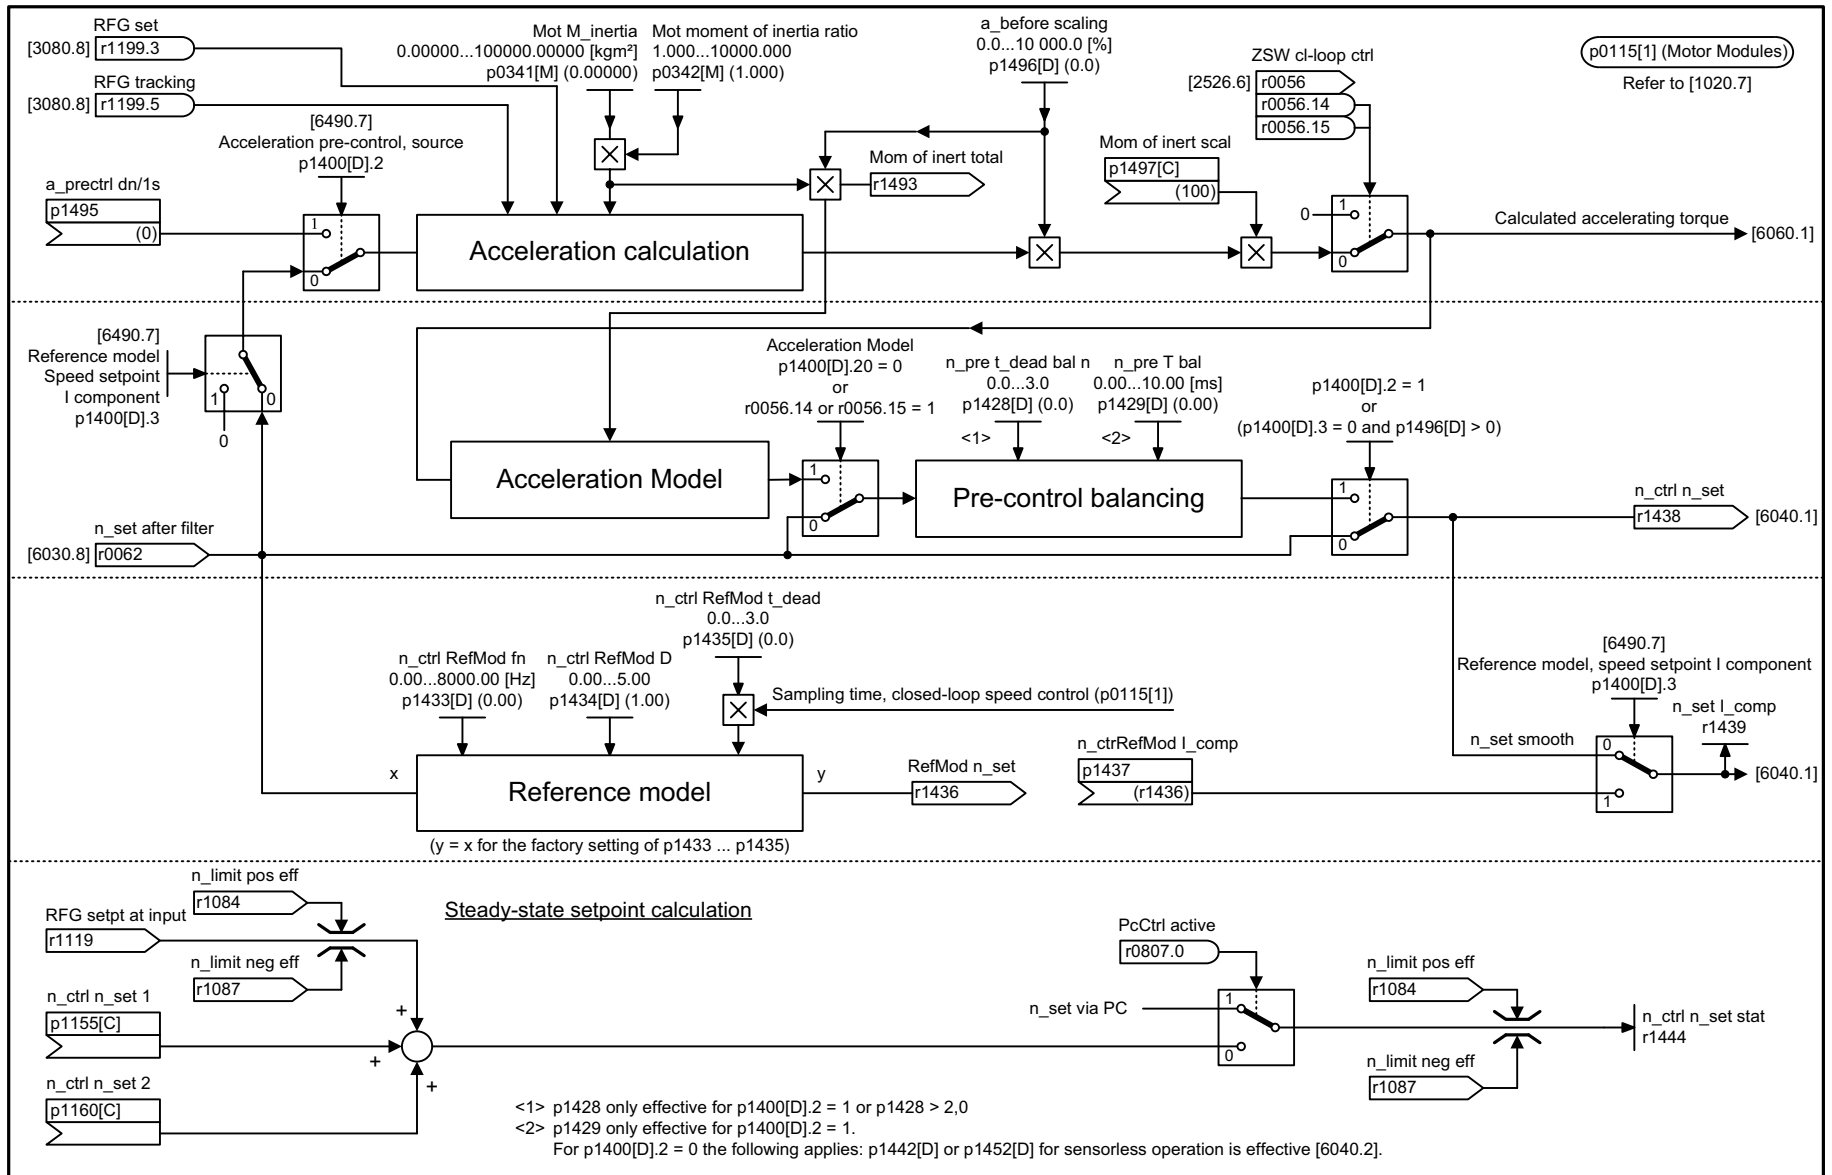 RFG set
[3080.8] r1199.3
RFG tracking
[3080.8] r1199.5
Mot M_inertia
0.00000...100000.00000 [kgm²]
p0341[M] (0.00000)
Mot moment of inertia ratio
1.000...10000.000
p0342[M] (1.000)
a_before scaling
0.0...10 000.0 [%]
p1496[D] (0.0)
ZSW cl-loop ctrl
[2526.6] r0056
r0056.14
r0056.15
p0115[1] (Motor Modules)
Refer to [1020.7]
[6490.7]
Acceleration pre-control, source
p1400[D].2
a_prectrl dn/1s
p1495
(0)
1
0
Acceleration calculation
Mom of inert total
r1493
Mom of inert scal
p1497[C]
(100)
0
1
0
Calculated accelerating torque
[6060.1]
[6490.7]
Reference model
Speed setpoint
I component
p1400[D].3
1
0
0
Acceleration Model
p1400[D].20 = 0
or
r0056.14 or r0056.15 = 1
n_pre t_dead bal n
0.0...3.0
p1428[D] (0.0)
<1>
n_pre T bal
0.00...10.00 [ms]
p1429[D] (0.00)
<2>
p1400[D].2 = 1
or
(p1400[D].3 = 0 and p1496[D] > 0)
Acceleration Model
1
0
Pre-control balancing
1
0
n_ctrl n_set
r1438
[6040.1]
n_set after filter
[6030.8] r0062
n_ctrl RefMod t_dead
0.0...3.0
p1435[D] (0.0)
n_ctrl RefMod fn
0.00...8000.00 [Hz]
p1433[D] (0.00)
n_ctrl RefMod D
0.00...5.00
p1434[D] (1.00)
Sampling time, closed-loop speed control (p0115[1])
[6490.7]
Reference model, speed setpoint I component
p1400[D].3
n_set I_comp
r1439
n_set smooth
0
1
[6040.1]
x
Reference model
y
RefMod n_set
r1436
n_ctrRefMod I_comp
p1437
(r1436)
(y = x for the factory setting of p1433 ... p1435)
Steady-state setpoint calculation
n_limit pos eff
r1084
RFG setpt at input
r1119
n_limit neg eff
r1087
n_ctrl n_set 1
p1155[C]
+
+
+
n_ctrl n_set 2
p1160[C]
PcCtrl active
r0807.0
n_set via PC
1
0
n_limit pos eff
r1084
n_ctrl n_set stat
r1444
n_limit neg eff
r1087
<1> p1428 only effective for p1400[D].2 = 1 or p1428 > 2,0
<2> p1429 only effective for p1400[D].2 = 1.
For p1400[D].2 = 0 the following applies: p1442[D] or p1452[D] for sensorless operation is effective [6040.2].